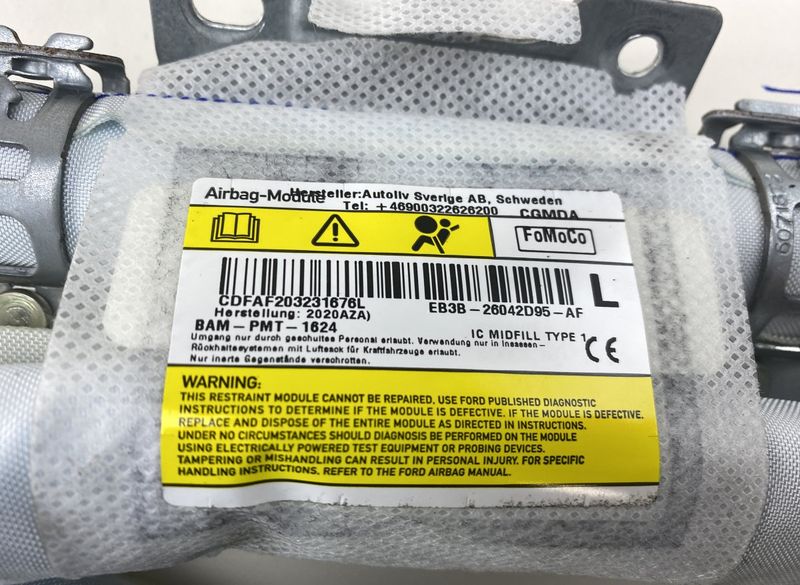 Airbag-Module
Hersteller:Autoliv Sverige AB, Schweden
Tel: +46900322626200 CGMDA
FoMoCo
L
CDFAF203231676L EB3B-26042D95-AF
Herstellung: 2020AZA)
BAM-PMT-1624 IC MIDFILL TYPE 1
Umgang nur durch geschultes Personal erlaubt. Verwendung nur in Insassen-
Rückhaltesystemen mit Luftsack für Kraftfahrzeuge erlaubt.
Nur inerte Gegenstände verschrotten.
CE
WARNING:
THIS RESTRAINT MODULE CANNOT BE REPAIRED, USE FORD PUBLISHED DIAGNOSTIC
INSTRUCTIONS TO DETERMINE IF THE MODULE IS DEFECTIVE. IF THE MODULE IS DEFECTIVE,
REPLACE AND DISPOSE OF THE ENTIRE MODULE AS DIRECTED IN INSTRUCTIONS.
UNDER NO CIRCUMSTANCES SHOULD DIAGNOSIS BE PERFORMED ON THE MODULE
USING ELECTRICALLY POWERED TEST EQUIPMENT OR PROBING DEVICES.
TAMPERING OR MISHANDLING CAN RESULT IN PERSONAL INJURY. FOR SPECIFIC
HANDLING INSTRUCTIONS. REFER TO THE FORD AIRBAG MANUAL.